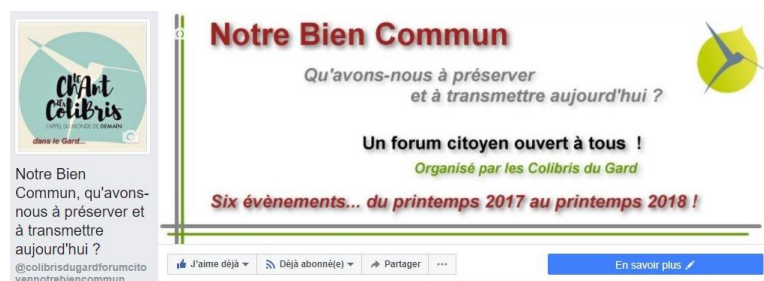 LE
CHANT
DES
COLIBRIS
L'APPEL DU MONDE DE DEMAIN
dans le Gard...
Notre Bien
Commun, qu'avons-
nous à préserver et
à transmettre
aujourd'hui ?
@colibrisdugardforumcito
yennotrebiencommun
Notre Bien Commun
Qu'avons-nous à préserver
et à transmettre aujourd'hui ?
Un forum citoyen ouvert à tous !
Organisé par les Colibris du Gard
Six évènements... du printemps 2017 au printemps 2018 !
J'aime déjà
Déjà abonné(e)
Partager
...
En savoir plus